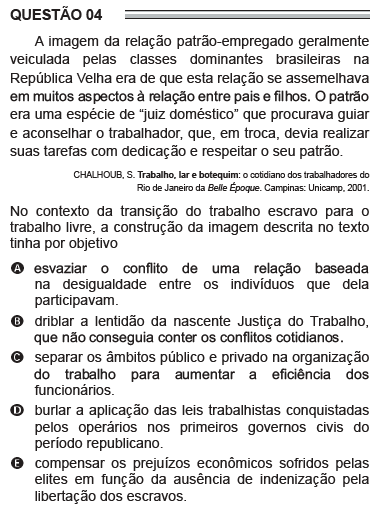 QUESTÃO 04
A imagem da relação patrão-empregado geralmente
veiculada pelas classes dominantes brasileiras na
República Velha era de que esta relação se assemelhava
em muitos aspectos à relação entre pais e filhos. O patrão
era uma espécie de “juiz doméstico” que procurava guiar
e aconselhar o trabalhador, que, em troca, devia realizar
suas tarefas com dedicação e respeitar o seu patrão.
CHALHOUB, S. Trabalho, lar e botequim: o cotidiano dos trabalhadores do
Rio de Janeiro da Belle Époque. Campinas: Unicamp, 2001.
No contexto da transição do trabalho escravo para o
trabalho livre, a construção da imagem descrita no texto
tinha por objetivo
A esvaziar o conflito de uma relação baseada
na desigualdade entre os indivíduos que dela
participavam.
B driblar a lentidão da nascente Justiça do Trabalho,
que não conseguia conter os conflitos cotidianos.
C separar os âmbitos público e privado na organização
do trabalho para aumentar a eficiência dos
funcionários.
D burlar a aplicação das leis trabalhistas conquistadas
pelos operários nos primeiros governos civis do
período republicano.
E compensar os prejuízos econômicos sofridos pelas
elites em função da ausência de indenização pela
libertação dos escravos.